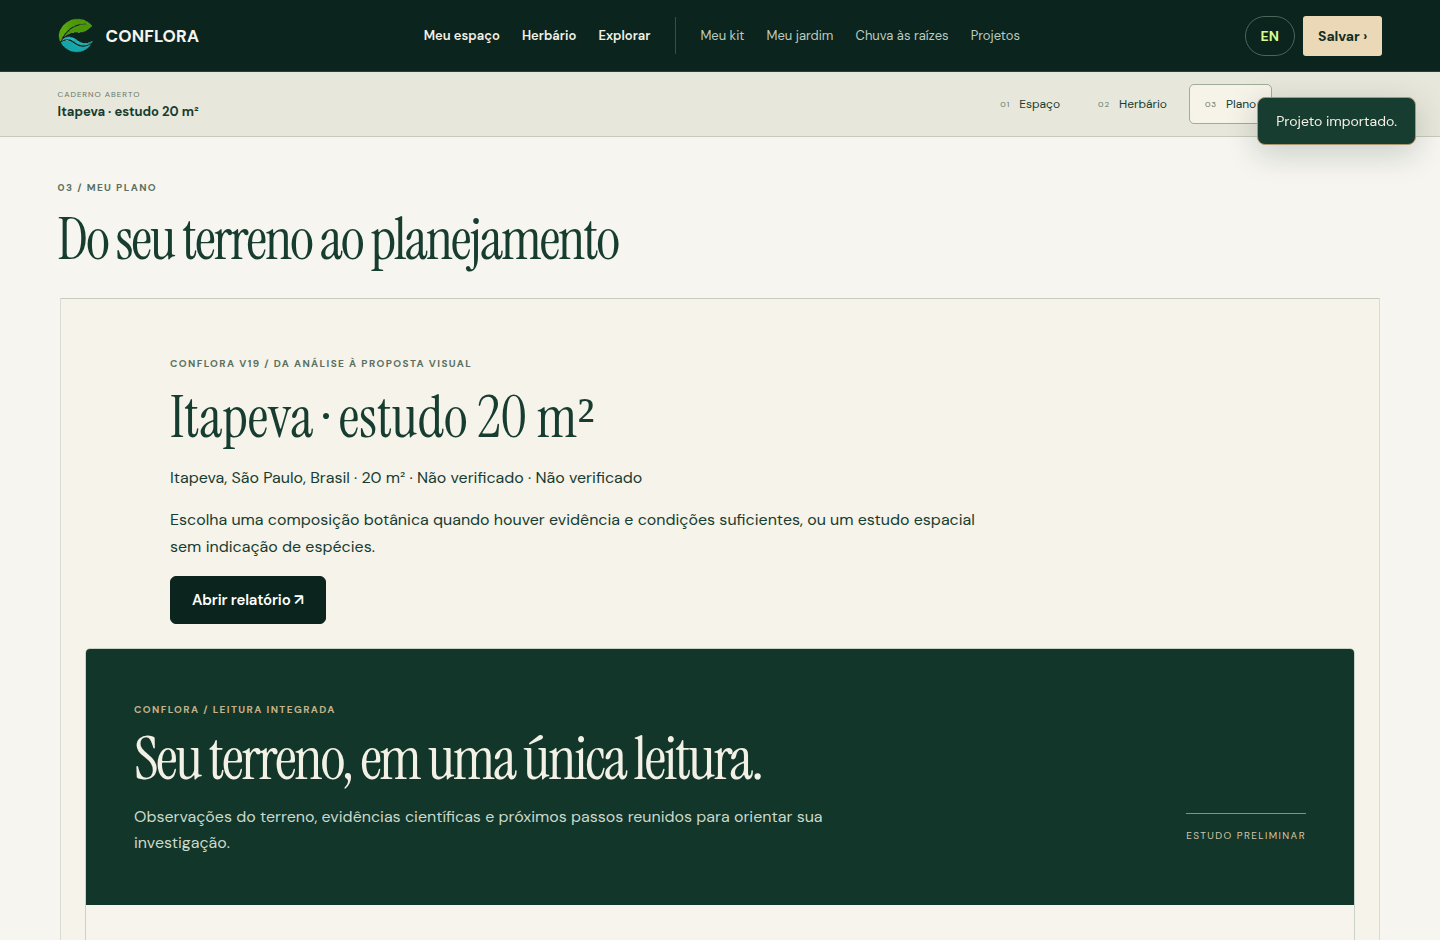 CONFLORA
Meu espaço Herbário Explorar Meu kit Meu jardim Chuva às raízes Projetos
EN
Salvar ›
CADERNO ABERTO
Itapeva · estudo 20 m²
01 Espaço
02 Herbário
03 Plano
Projeto importado.
03 / MEU PLANO
Do seu terreno ao planejamento
CONFLORA V19 / DA ANÁLISE À PROPOSTA VISUAL
Itapeva · estudo 20 m²
Itapeva, São Paulo, Brasil · 20 m² · Não verificado · Não verificado
Escolha uma composição botânica quando houver evidência e condições suficientes, ou um estudo espacial
sem indicação de espécies.
Abrir relatório ↗
CONFLORA / LEITURA INTEGRADA
Seu terreno, em uma única leitura.
Observações do terreno, evidências científicas e próximos passos reunidos para orientar sua
investigação.
ESTUDO PRELIMINAR